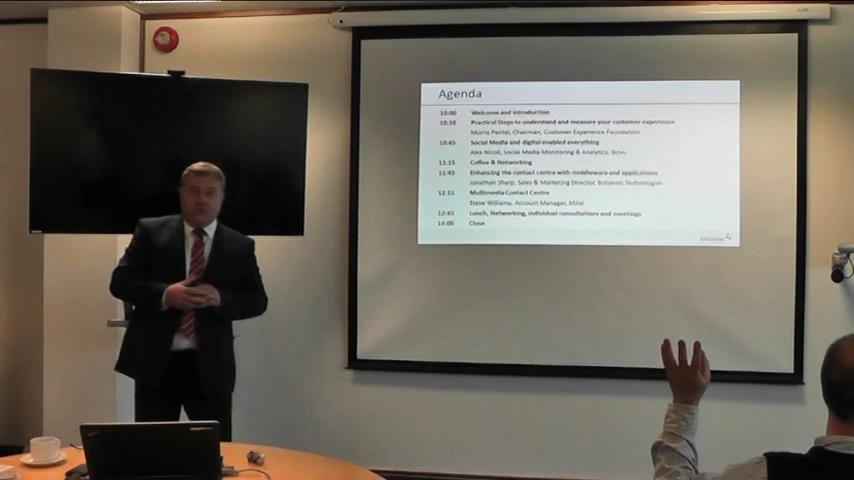 Agenda
10:00 Welcome and introduction
10:10 Practical Steps to understand and measure your customer experience
Morris Pentel, Chairman, Customer Experience Foundation
10:45 Social Media and digital enabled everything
Alex Nicoli, Social Media Monitoring & Analytics,
11:15 Coffee & Networking
11:45 Enhancing the contact centre with middleware and applications
Jonathan Sharp, Sales & Marketing Director, Britannic Technologies
12:15 Multimedia Contact Centre
Steve Williams, Account Manager, Mitel
12:45 Lunch, Networking, individual consultations and meetings
14:00 Close